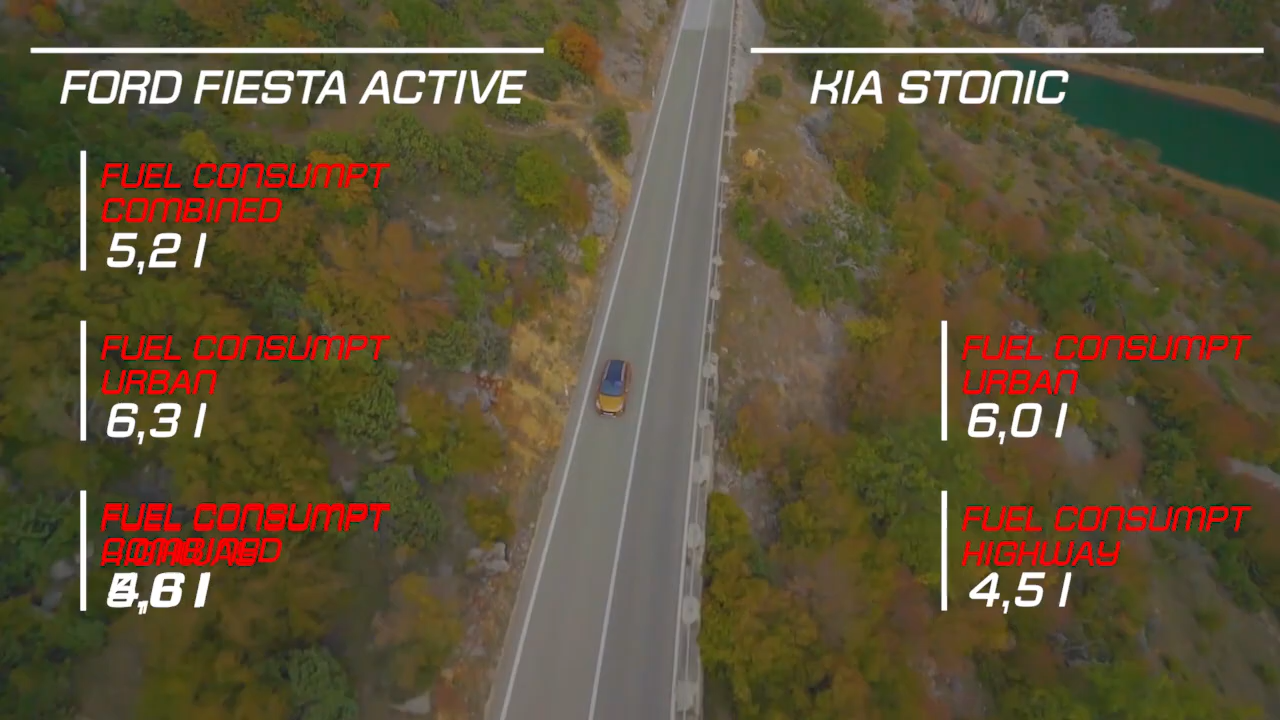 FORD FIESTA ACTIVE
FUEL CONSUMPT
COMBINED
5,2 l
FUEL CONSUMPT
URBAN
6,3 l
FUEL CONSUMPT
KIA STONIC
FUEL CONSUMPT
URBAN
6,0 l
FUEL CONSUMPT
HIGHWAY
4,5 l